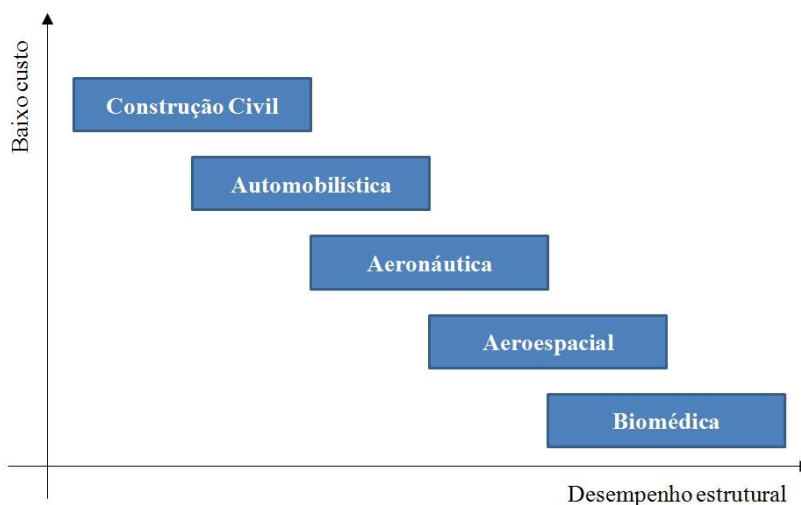 Baixo custo
Construção Civil
Automobilística
Aeronáutica
Aeroespacial
Biomédica
Desempenho estrutural